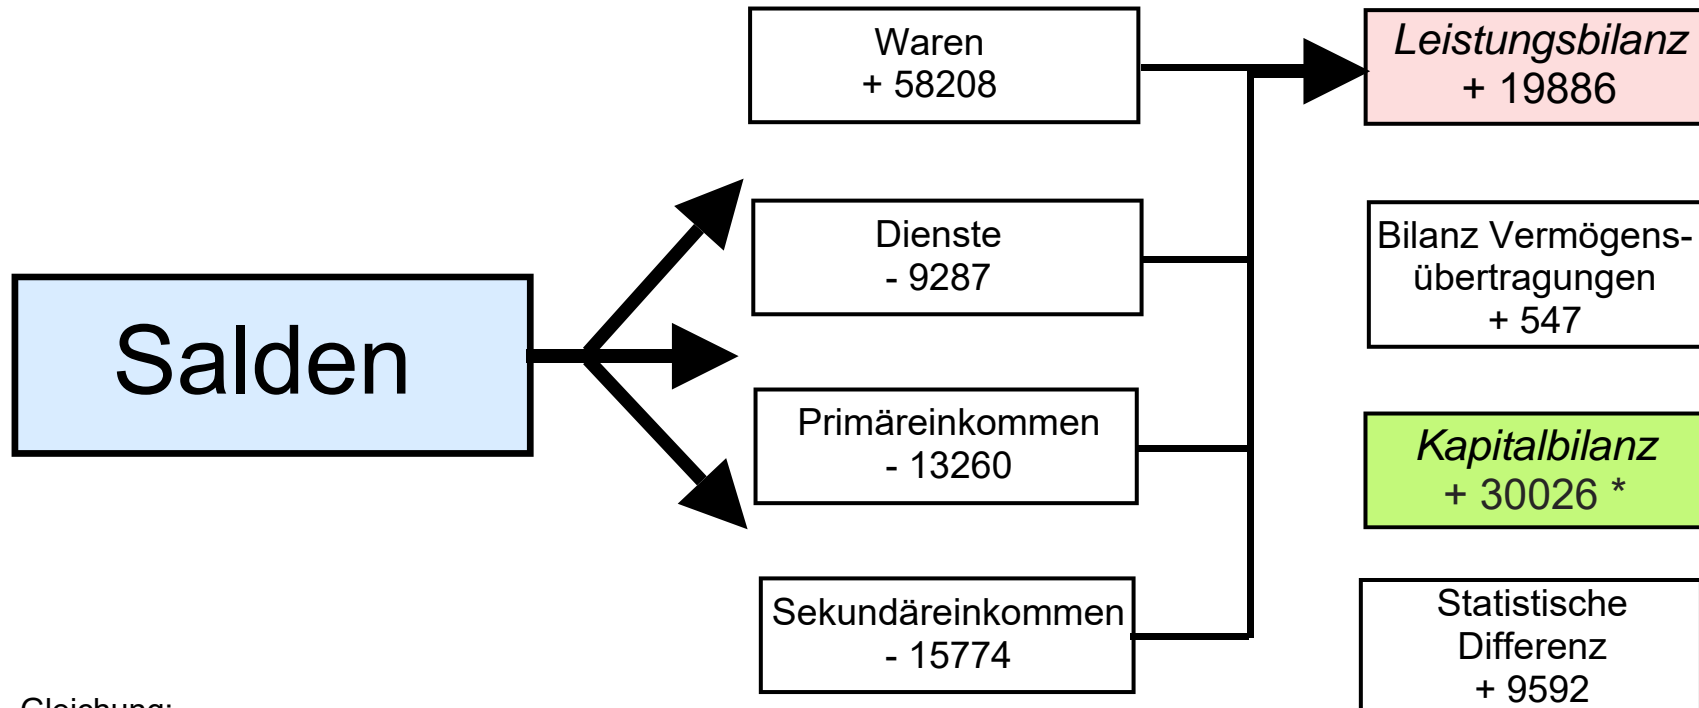 Salden
Waren
+ 58208
Dienste
- 9287
Primäreinkommen
- 13260
Sekundäreinkommen
- 15774
Leistungsbilanz
+ 19886
Bilanz Vermögens-
übertragungen
+ 547
Kapitalbilanz
+ 30026 *
Statistische
Differenz
+ 9592
Gleichung: